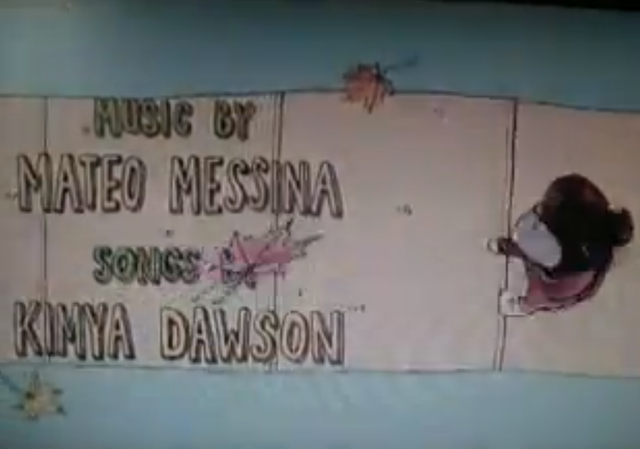 MUSIC BY
MATEO MESSINA
SONGS
KIMYA DAWSON